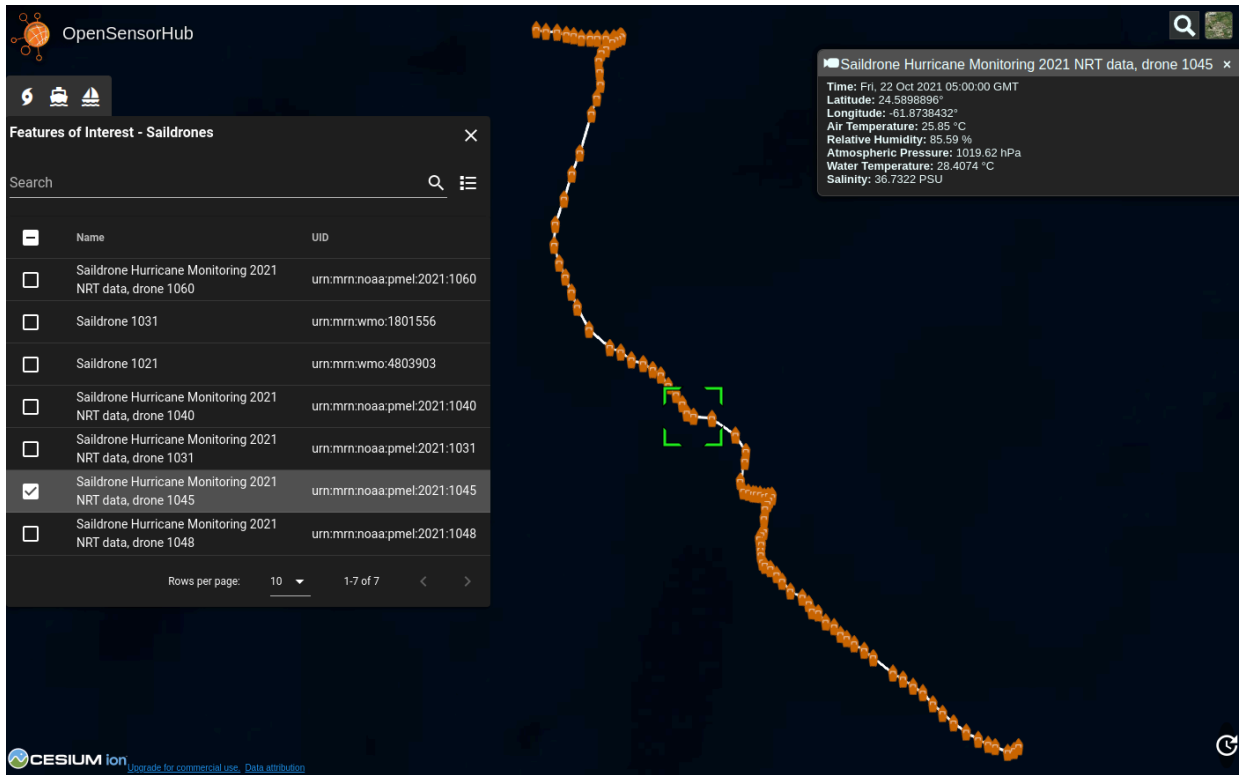 OpenSensorHub
Features of Interest - Saildrones
Search
Name UID
Saildrone Hurricane Monitoring 2021
NRT data, drone 1060
urn:mrn:noaa:pmel:2021:1060
Saildrone 1031
urn:mrn:wmo:1801556
Saildrone 1021
urn:mrn:wmo:4803903
Saildrone Hurricane Monitoring 2021
NRT data, drone 1040
urn:mrn:noaa:pmel:2021:1040
Saildrone Hurricane Monitoring 2021
NRT data, drone 1031
urn:mrn:noaa:pmel:2021:1031
Saildrone Hurricane Monitoring 2021
NRT data, drone 1045
urn:mrn:noaa:pmel:2021:1045
Saildrone Hurricane Monitoring 2021
NRT data, drone 1048
urn:mrn:noaa:pmel:2021:1048
Rows per page: 10 1-7 of 7
Saildrone Hurricane Monitoring 2021 NRT data, drone 1045 ×
Time: Fri, 22 Oct 2021 05:00:00 GMT
Latitude: 24.5898896°
Longitude: -61.8738432°
Air Temperature: 25.85 °C
Relative Humidity: 85.59 %
Atmospheric Pressure: 1019.62 hPa
Water Temperature: 28.4074 °C
Salinity: 36.7322 PSU
CESIUM ion
Upgrade for commercial use. Data attribution